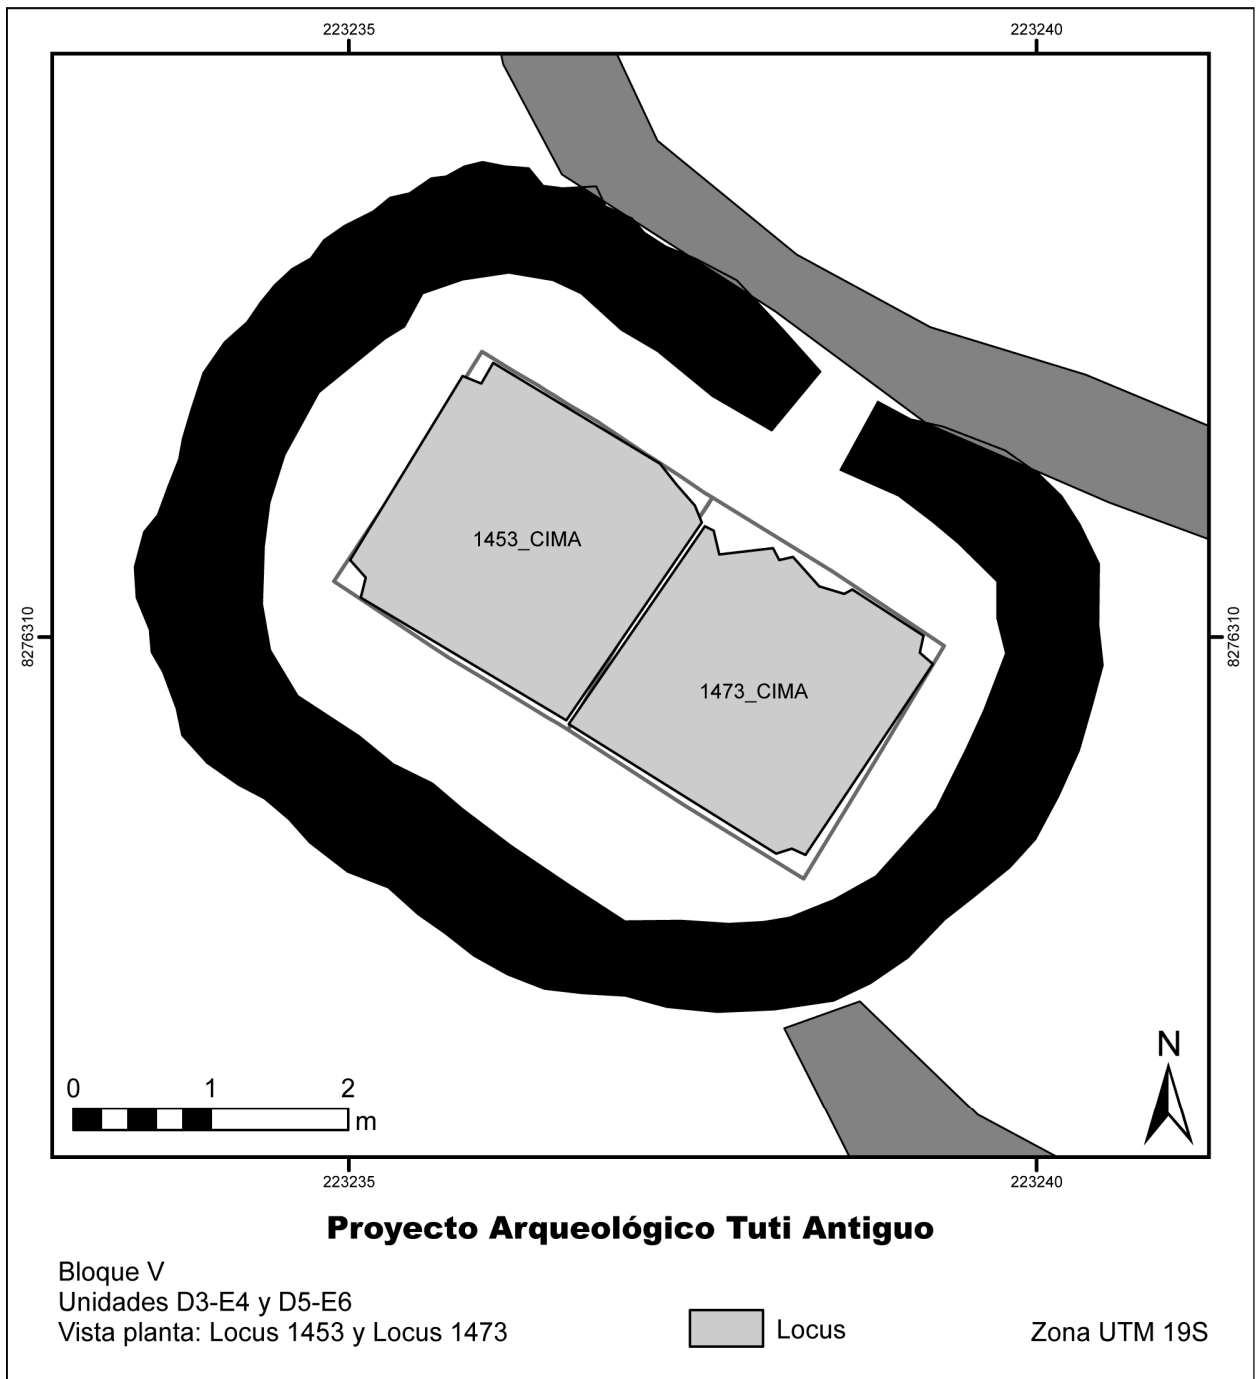 223235
223240
8276310
8276310
1453_CIMA
1473_CIMA
N
0 1 2
m
223235
223240
Proyecto Arqueológico Tuti Antiguo
Bloque V
Unidades D3-E4 y D5-E6
Vista planta: Locus 1453 y Locus 1473
Locus
Zona UTM 19S